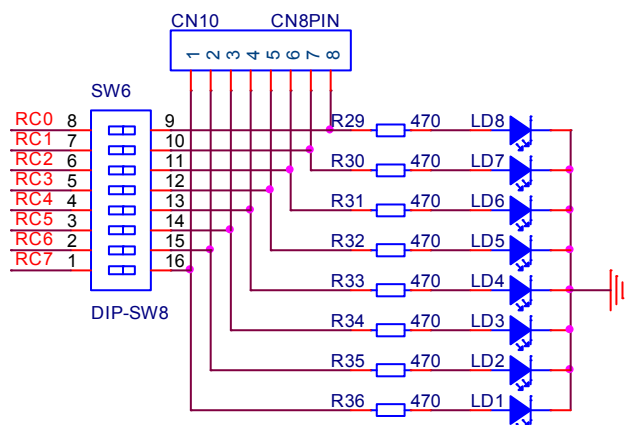 CN10 CN8PIN
1 2 3 4 5 6 7 8
SW6
RC0 8 9 R29 470 LD8
RC1 7 10 R30 470 LD7
RC2 6 11 R31 470 LD6
RC3 5 12 R32 470 LD5
RC4 4 13 R33 470 LD4
RC5 3 14 R34 470 LD3
RC6 2 15 R35 470 LD2
RC7 1 16 R36 470 LD1
DIP-SW8